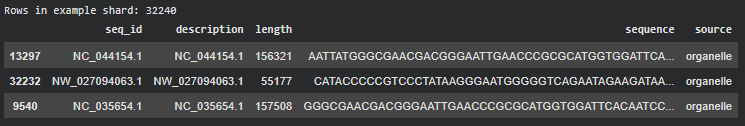 Rows in example shard: 32240
seq_id description length sequence source
13297 NC_044154.1 NC_044154.1 156321 AATTATGGGCGAACGACGGGAATTGAACCCGCGCATGGTGGATTCA... organelle
32232 NW_027094063.1 NW_027094063.1 55177 CATACCCCCGTCCCTATAAGGGAATGGGGGTCAGAATAGAAGATAA... organelle
9540 NC_035654.1 NC_035654.1 157508 GGGCGAACGACGGGAATTGAACCCGCGCATGGTGGATTCACAATCC... organelle